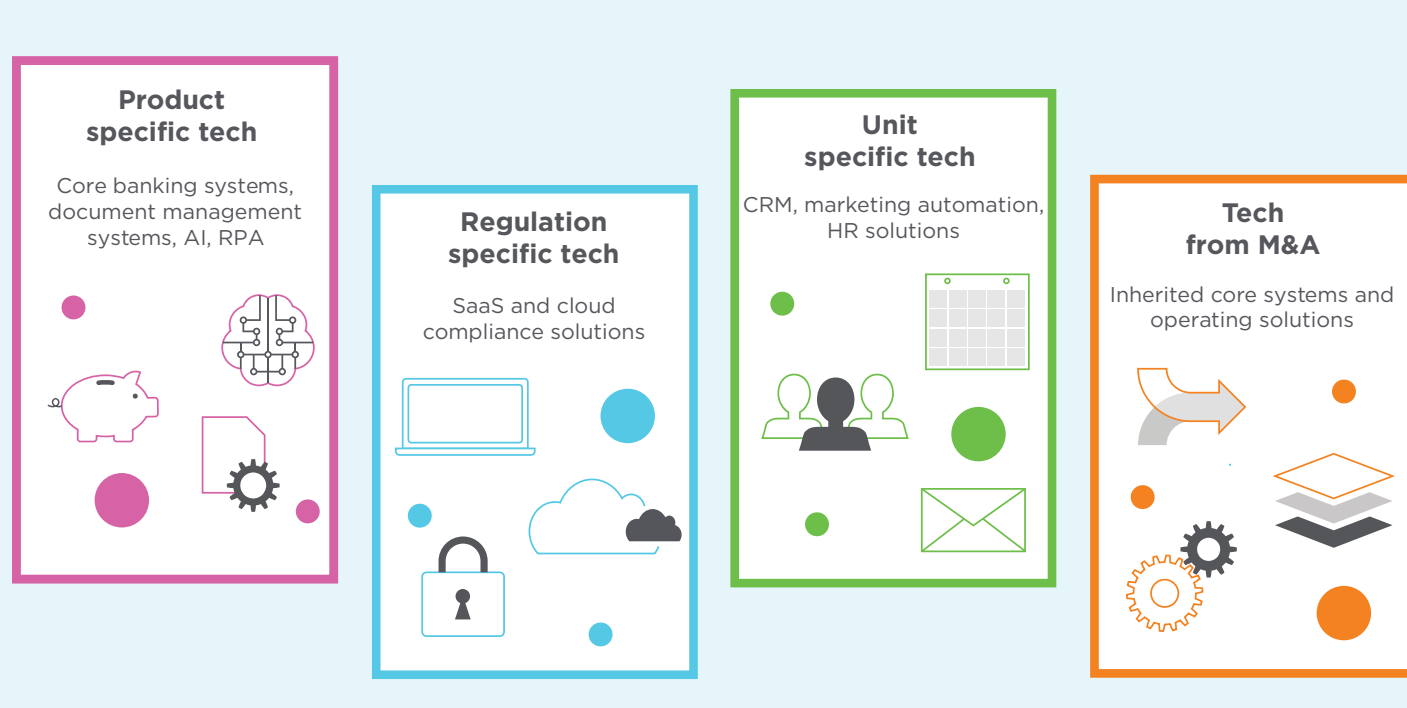 Product
specific tech
Core banking systems,
document management
systems, AI, RPA
Regulation
specific tech
SaaS and cloud
compliance solutions
Unit
specific tech
CRM, marketing automation,
HR solutions
Tech
from M&A
Inherited core systems and
operating solutions